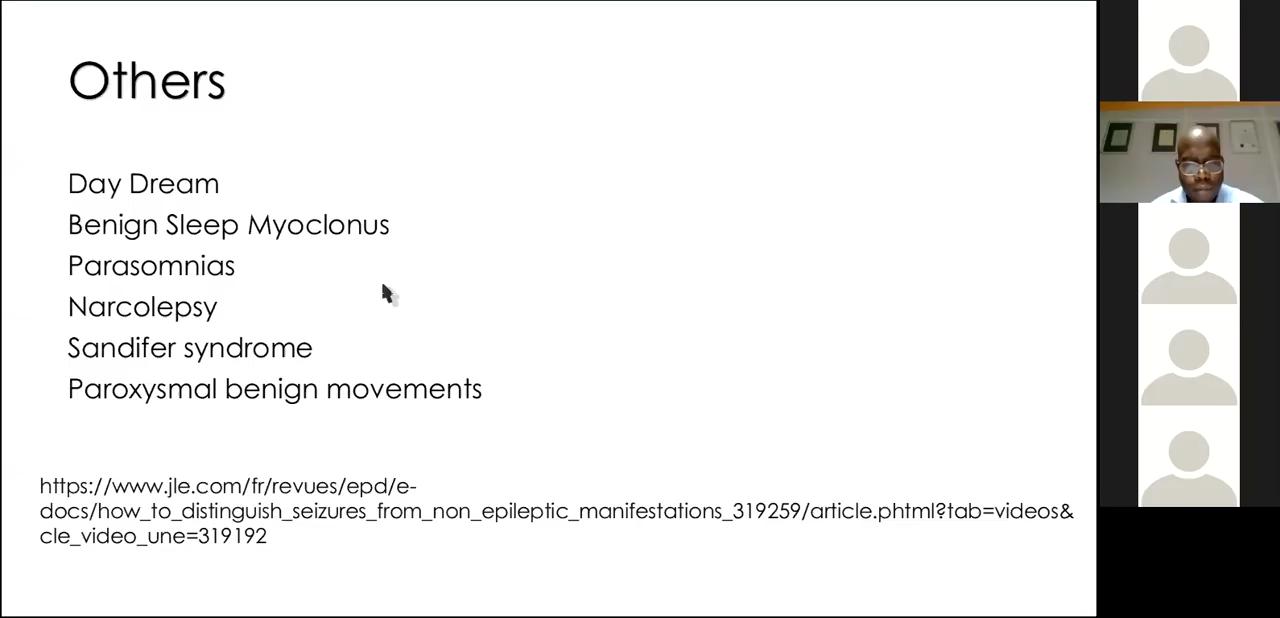 Others
Day Dream
Benign Sleep Myoclonus
Parasomnias
Narcolepsy
Sandifer syndrome
Paroxysmal benign movements
https://www.jle.com/fr/revues/epd/e-
docs/how_to_distinguish_seizures_from_non_epileptic_manifestations_319259/article.phtml?tab=videos&
cle_video_une=319192